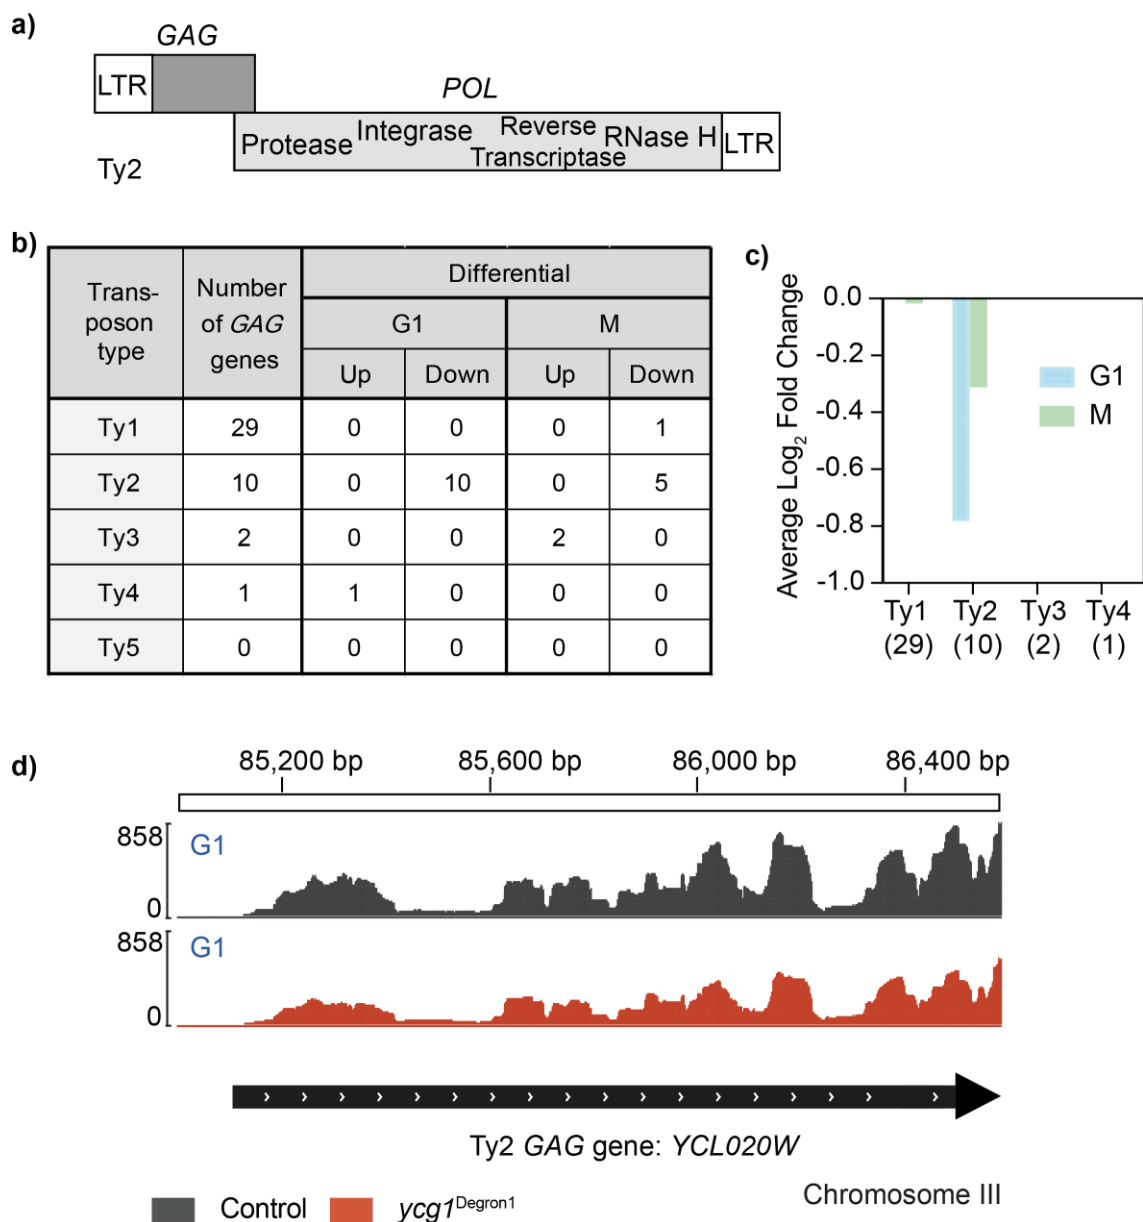 a)
GAG
LTR
POL
Protease Integrase Reverse Transcriptase RNase H LTR
Ty2
b)
Trans-
poson
type
Number
of GAG
genes
Differential
G1 M
Up Down Up Down
Ty1 29 0 0 0 1
Ty2 10 0 10 0 5
Ty3 2 0 0 2 0
Ty4 1 1 0 0 0
Ty5 0 0 0 0 0
c)
Average Log2 Fold Change
0.0
-0.2
-0.4
-0.6
-0.8
-1.0
G1
M
Ty1 Ty2 Ty3 Ty4
(29) (10) (2) (1)
d)
85,200 bp 85,600 bp 86,000 bp 86,400 bp
858
G1
0
858
G1
0
Ty2 GAG gene: YCL020W
Chromosome III
Control ycg1Degron1